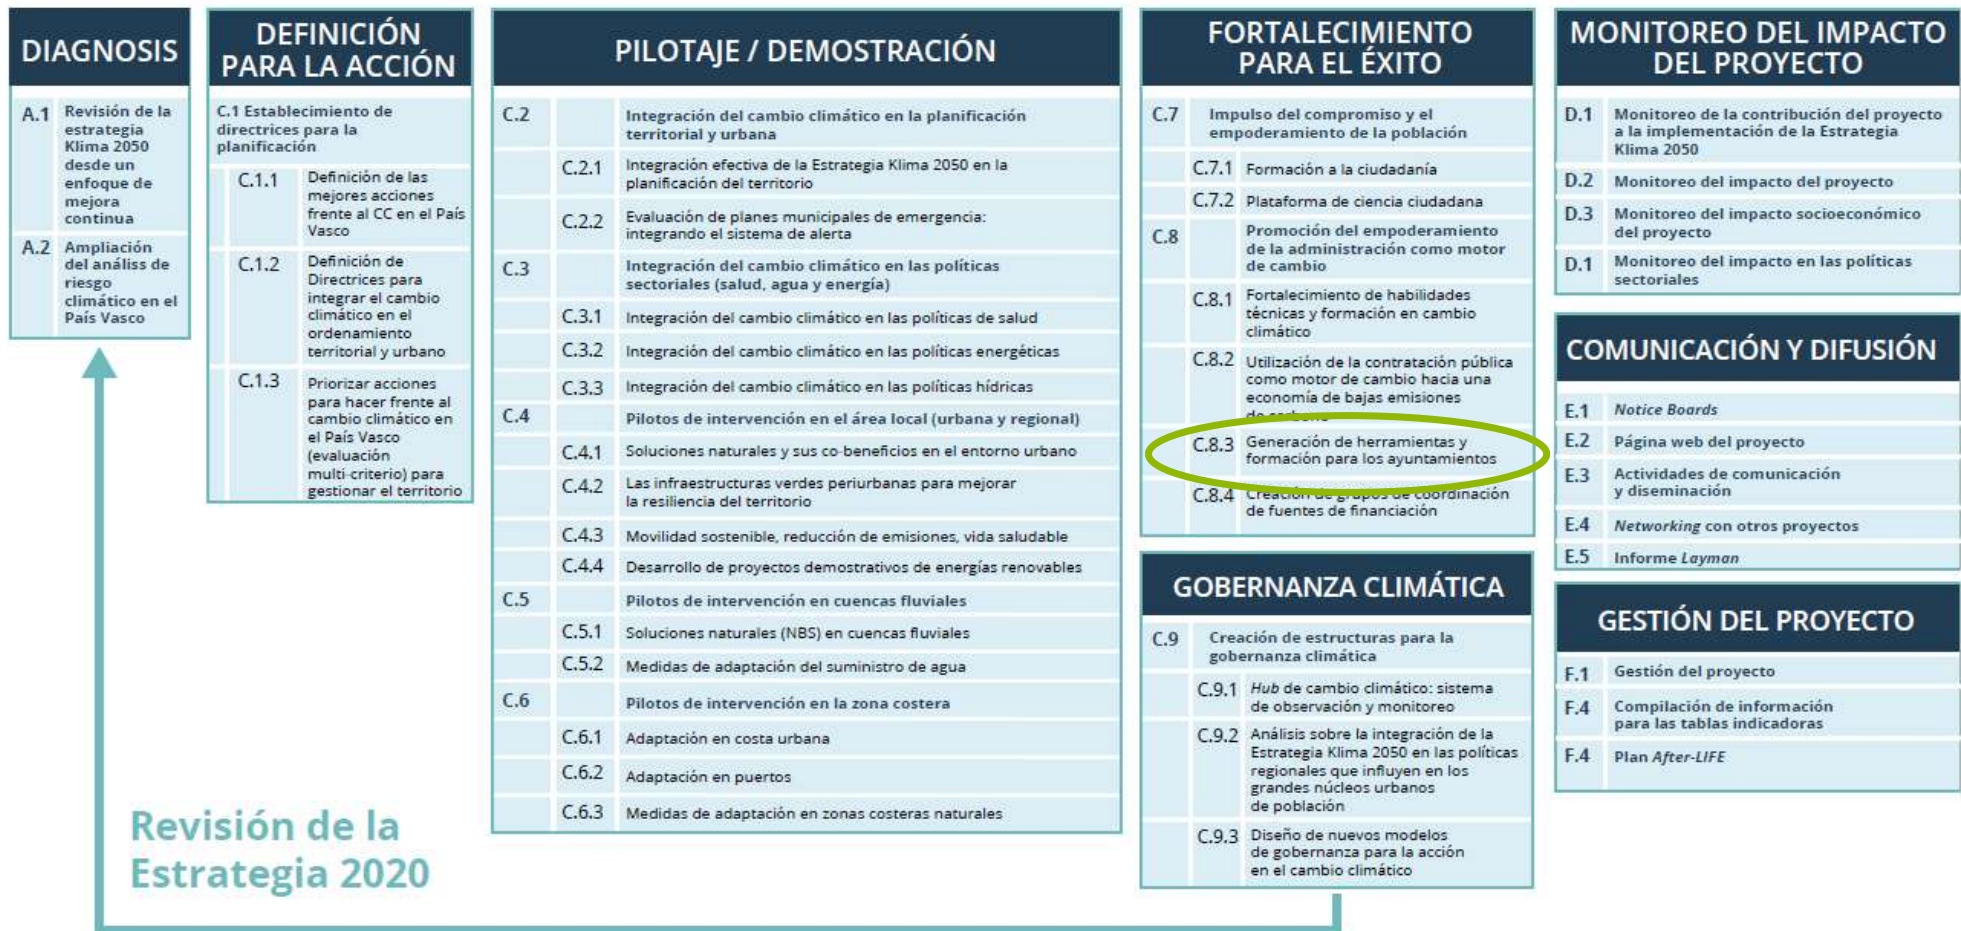 DIAGNOSIS
A.1 Revisión de la
estrategia
Klima 2050
desde un
enfoque de
mejora
continua
A.2 Ampliación
del análiss de
riesgo
climático en el
País Vasco
DEFINICIÓN
PARA LA ACCIÓN
C.1 Establecimiento de
directrices para la
planificación
C.1.1 Definición de las
mejores acciones
frente al CC en el País
Vasco
C.1.2 Definición de
Directrices para
integrar el cambio
climático en el
ordenamiento
territorial y urbano
C.1.3 Priorizar acciones
para hacer frente al
cambio climático en
el País Vasco
(evaluación
multi-criterio) para
gestionar el territorio
PILOTAJE / DEMOSTRACIÓN
C.2 Integración del cambio climático en la planificación
territorial y urbana
C.2.1 Integración efectiva de la Estrategia Klima 2050 en la
planificación del territorio
C.2.2 Evaluación de planes municipales de emergencia:
integrando el sistema de alerta
C.3 Integración del cambio climático en las políticas
sectoriales (salud, agua y energía)
C.3.1 Integración del cambio climático en las políticas de salud
C.3.2 Integración del cambio climático en las políticas energéticas
C.3.3 Integración del cambio climático en las políticas hídricas
C.4 Pilotos de intervención en el área local (urbana y regional)
C.4.1 Soluciones naturales y sus co-beneficios en el entorno urbano
C.4.2 Las infraestructuras verdes periurbanas para mejorar
la resiliencia del territorio
C.4.3 Movilidad sostenible, reducción de emisiones, vida saludable
C.4.4 Desarrollo de proyectos demostrativos de energías renovables
C.5 Pilotos de intervención en cuencas fluviales
C.5.1 Soluciones naturales (NBS) en cuencas fluviales
C.5.2 Medidas de adaptación del suministro de agua
C.6 Pilotos de intervención en la zona costera
C.6.1 Adaptación en costa urbana
C.6.2 Adaptación en puertos
C.6.3 Medidas de adaptación en zonas costeras naturales
FORTALECIMIENTO
PARA EL ÉXITO
C.7 Impulso del compromiso y el
empoderamiento de la población
C.7.1 Formación a la ciudadanía
C.7.2 Plataforma de ciencia ciudadana
C.8 Promoción del empoderamiento
de la administración como motor
de cambio
C.8.1 Fortalecimiento de habilidades
técnicas y formación en cambio
climático
C.8.2 Utilización de la contratación pública
como motor de cambio hacia una
economía de bajas emisiones
de carbono
C.8.3 Generación de herramientas y
formación para los ayuntamientos
C.8.4 Creación de grupos de coordinación
de fuentes de financiación
GOBERNANZA CLIMÁTICA
C.9 Creación de estructuras para la
gobernanza climática
C.9.1 Hub de cambio climático: sistema
de observación y monitoreo
C.9.2 Análisis sobre la integración de la
Estrategia Klima 2050 en las políticas
regionales que influyen en los
grandes núcleos urbanos
de población
C.9.3 Diseño de nuevos modelos
de gobernanza para la acción
en el cambio climático
MONITOREO DEL IMPACTO
DEL PROYECTO
D.1 Monitoreo de la contribución del proyecto
a la implementación de la Estrategia
Klima 2050
D.2 Monitoreo del impacto del proyecto
D.3 Monitoreo del impacto socioeconómico
del proyecto
D.1 Monitoreo del impacto en las políticas
sectoriales
COMUNICACIÓN Y DIFUSIÓN
E.1 Notice Boards
E.2 Página web del proyecto
E.3 Actividades de comunicación
y diseminación
E.4 Networking con otros proyectos
E.5 Informe Layman
GESTIÓN DEL PROYECTO
F.1 Gestión del proyecto
F.4 Compilación de información
para las tablas indicadoras
F.4 Plan After-LIFE
Revisión de la
Estrategia 2020